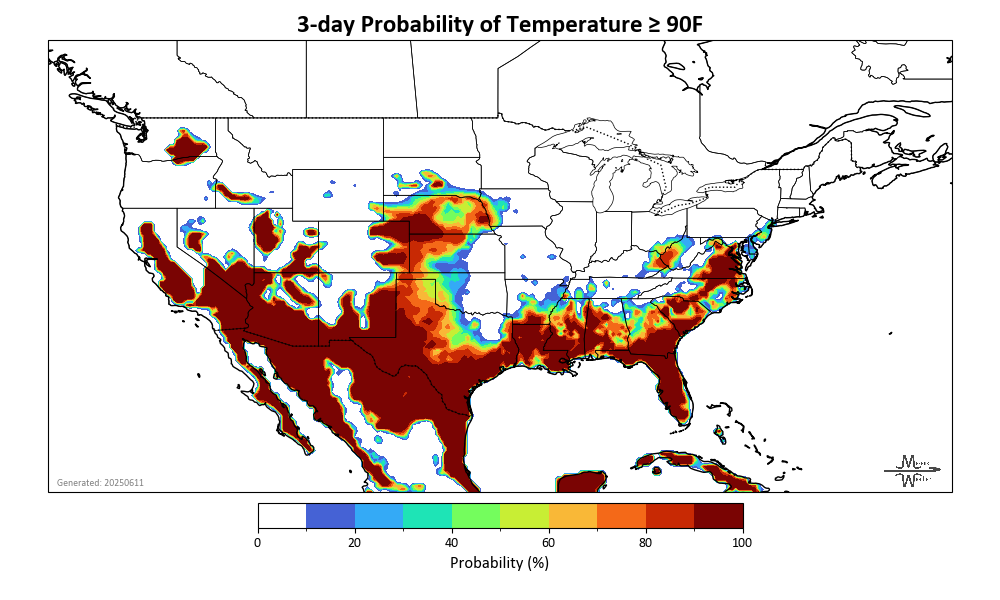 3-day Probability of Temperature ≥ 90F
Generated: 20250611
0 20 40 60 80 100
Probability (%)